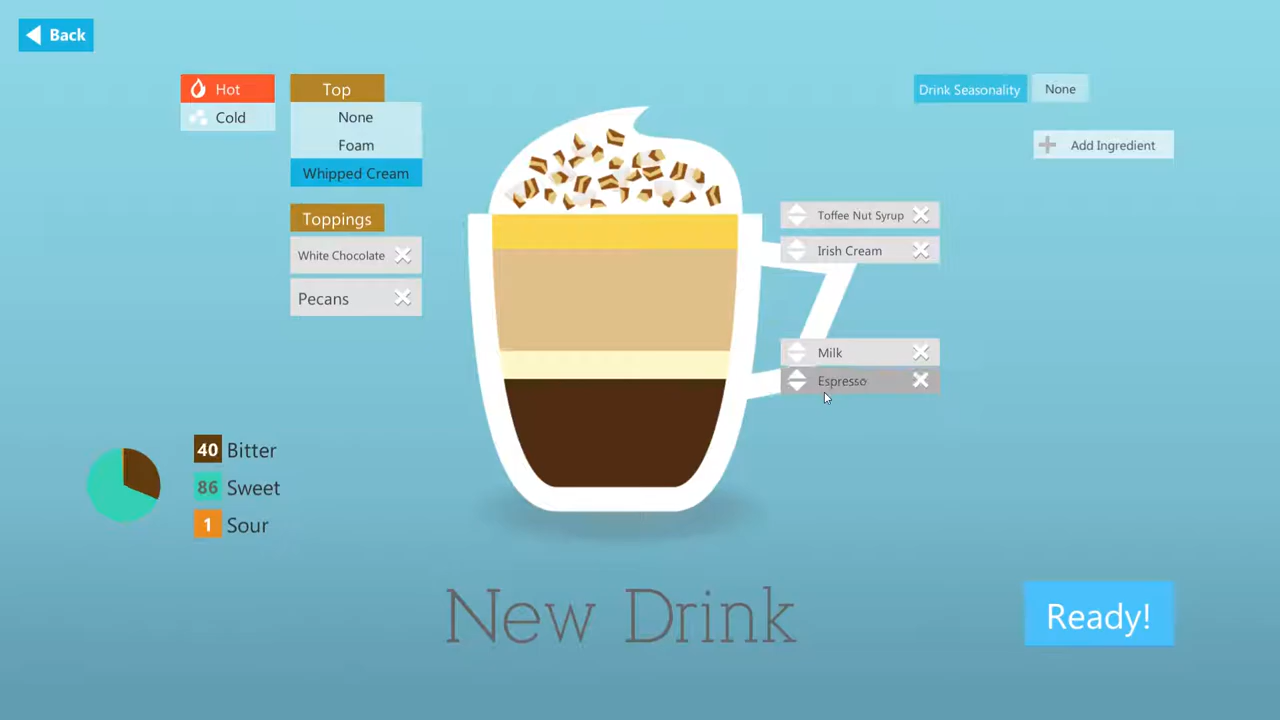 Back
Hot
Cold
Top
None
Foam
Whipped Cream
Toppings
White Chocolate
Pecans
Drink Seasonality None
Add Ingredient
Toffee Nut Syrup
Irish Cream
Milk
Espresso
40 Bitter
86 Sweet
1 Sour
New Drink
Ready!